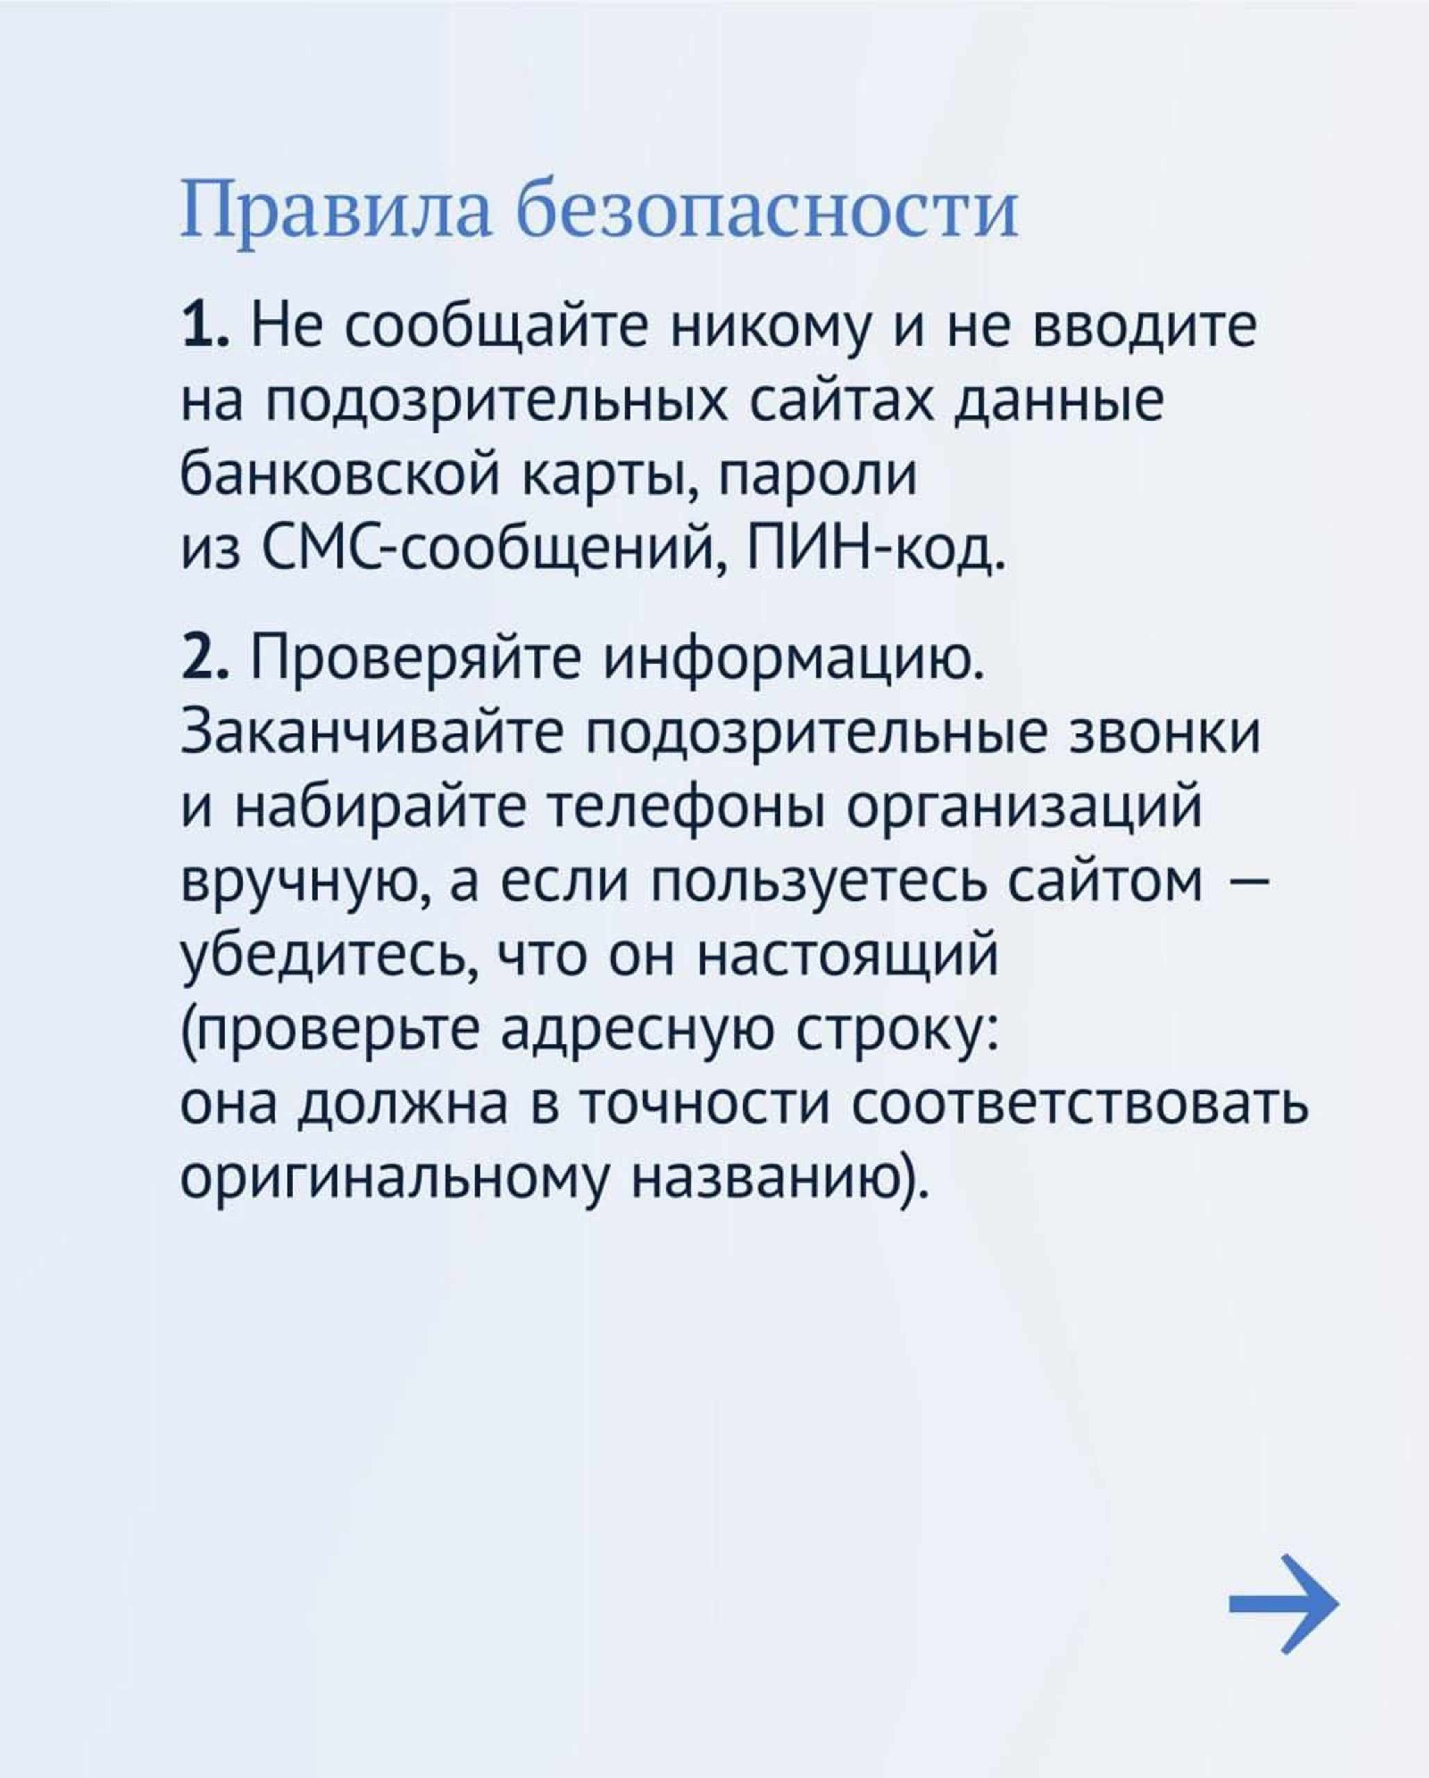 Правила безопасности
1. Не сообщайте никому и не вводите
на подозрительных сайтах данные
банковской карты, пароли
из СМС-сообщений, ПИН-код.
2. Проверяйте информацию.
Заканчивайте подозрительные звонки
и набирайте телефоны организаций
вручную, а если пользуетесь сайтом —
убедитесь, что он настоящий
(проверьте адресную строку:
она должна в точности соответствовать
оригинальному названию).